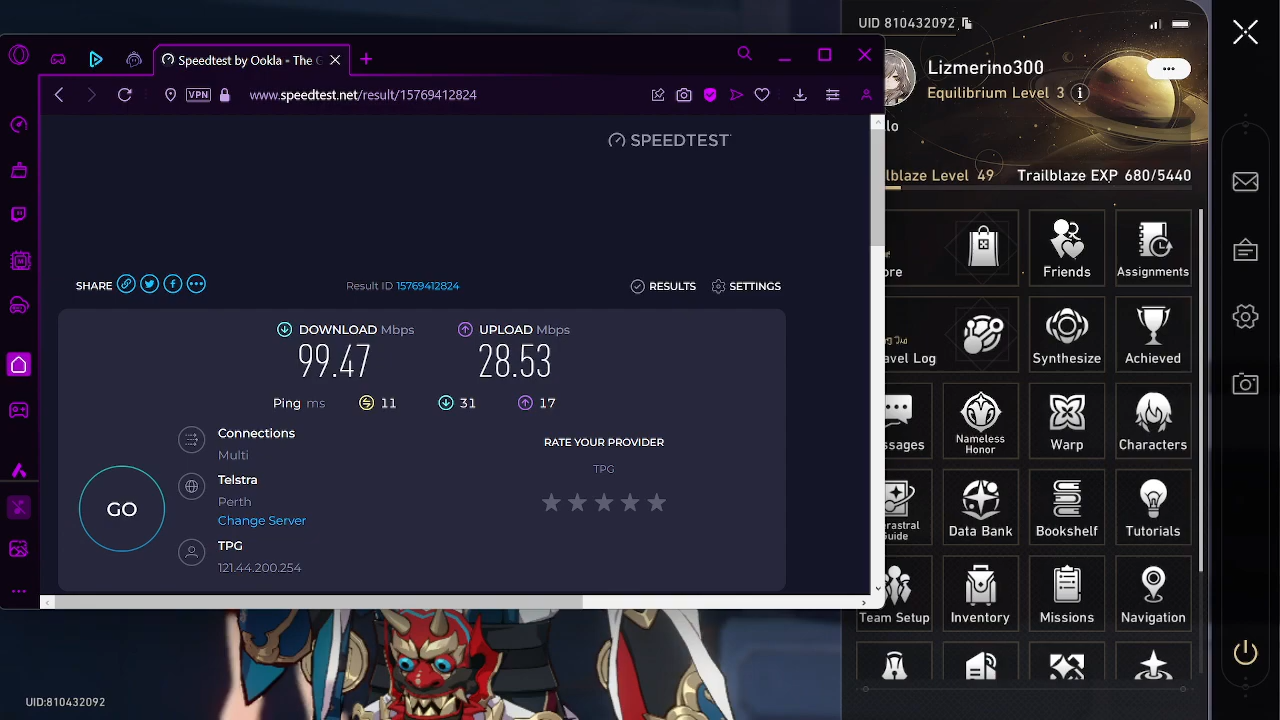 UID 810432092
Lizmerino300
Equilibrium Level 3
lo
lblaze Level 49
Trailblaze EXP 680/5440
ore
Friends
Assignments
avel Log
Synthesize
Achieved
ssages
Nameless
Honor
Warp
Characters
erastral
Guide
Data Bank
Bookshelf
Tutorials
Team Setup
Inventory
Missions
Navigation
Speedtest by Ookla - The G
VPN
www.speedtest.net/result/15769412824
SPEEDTEST
SHARE
Result ID 15769412824
RESULTS
SETTINGS
DOWNLOAD Mbps
99.47
UPLOAD Mbps
28.53
Ping ms
11
31
17
Connections
Multi
Telstra
Perth
Change Server
TPG
121.44.200.254
GO
RATE YOUR PROVIDER
TPG
UID:810432092